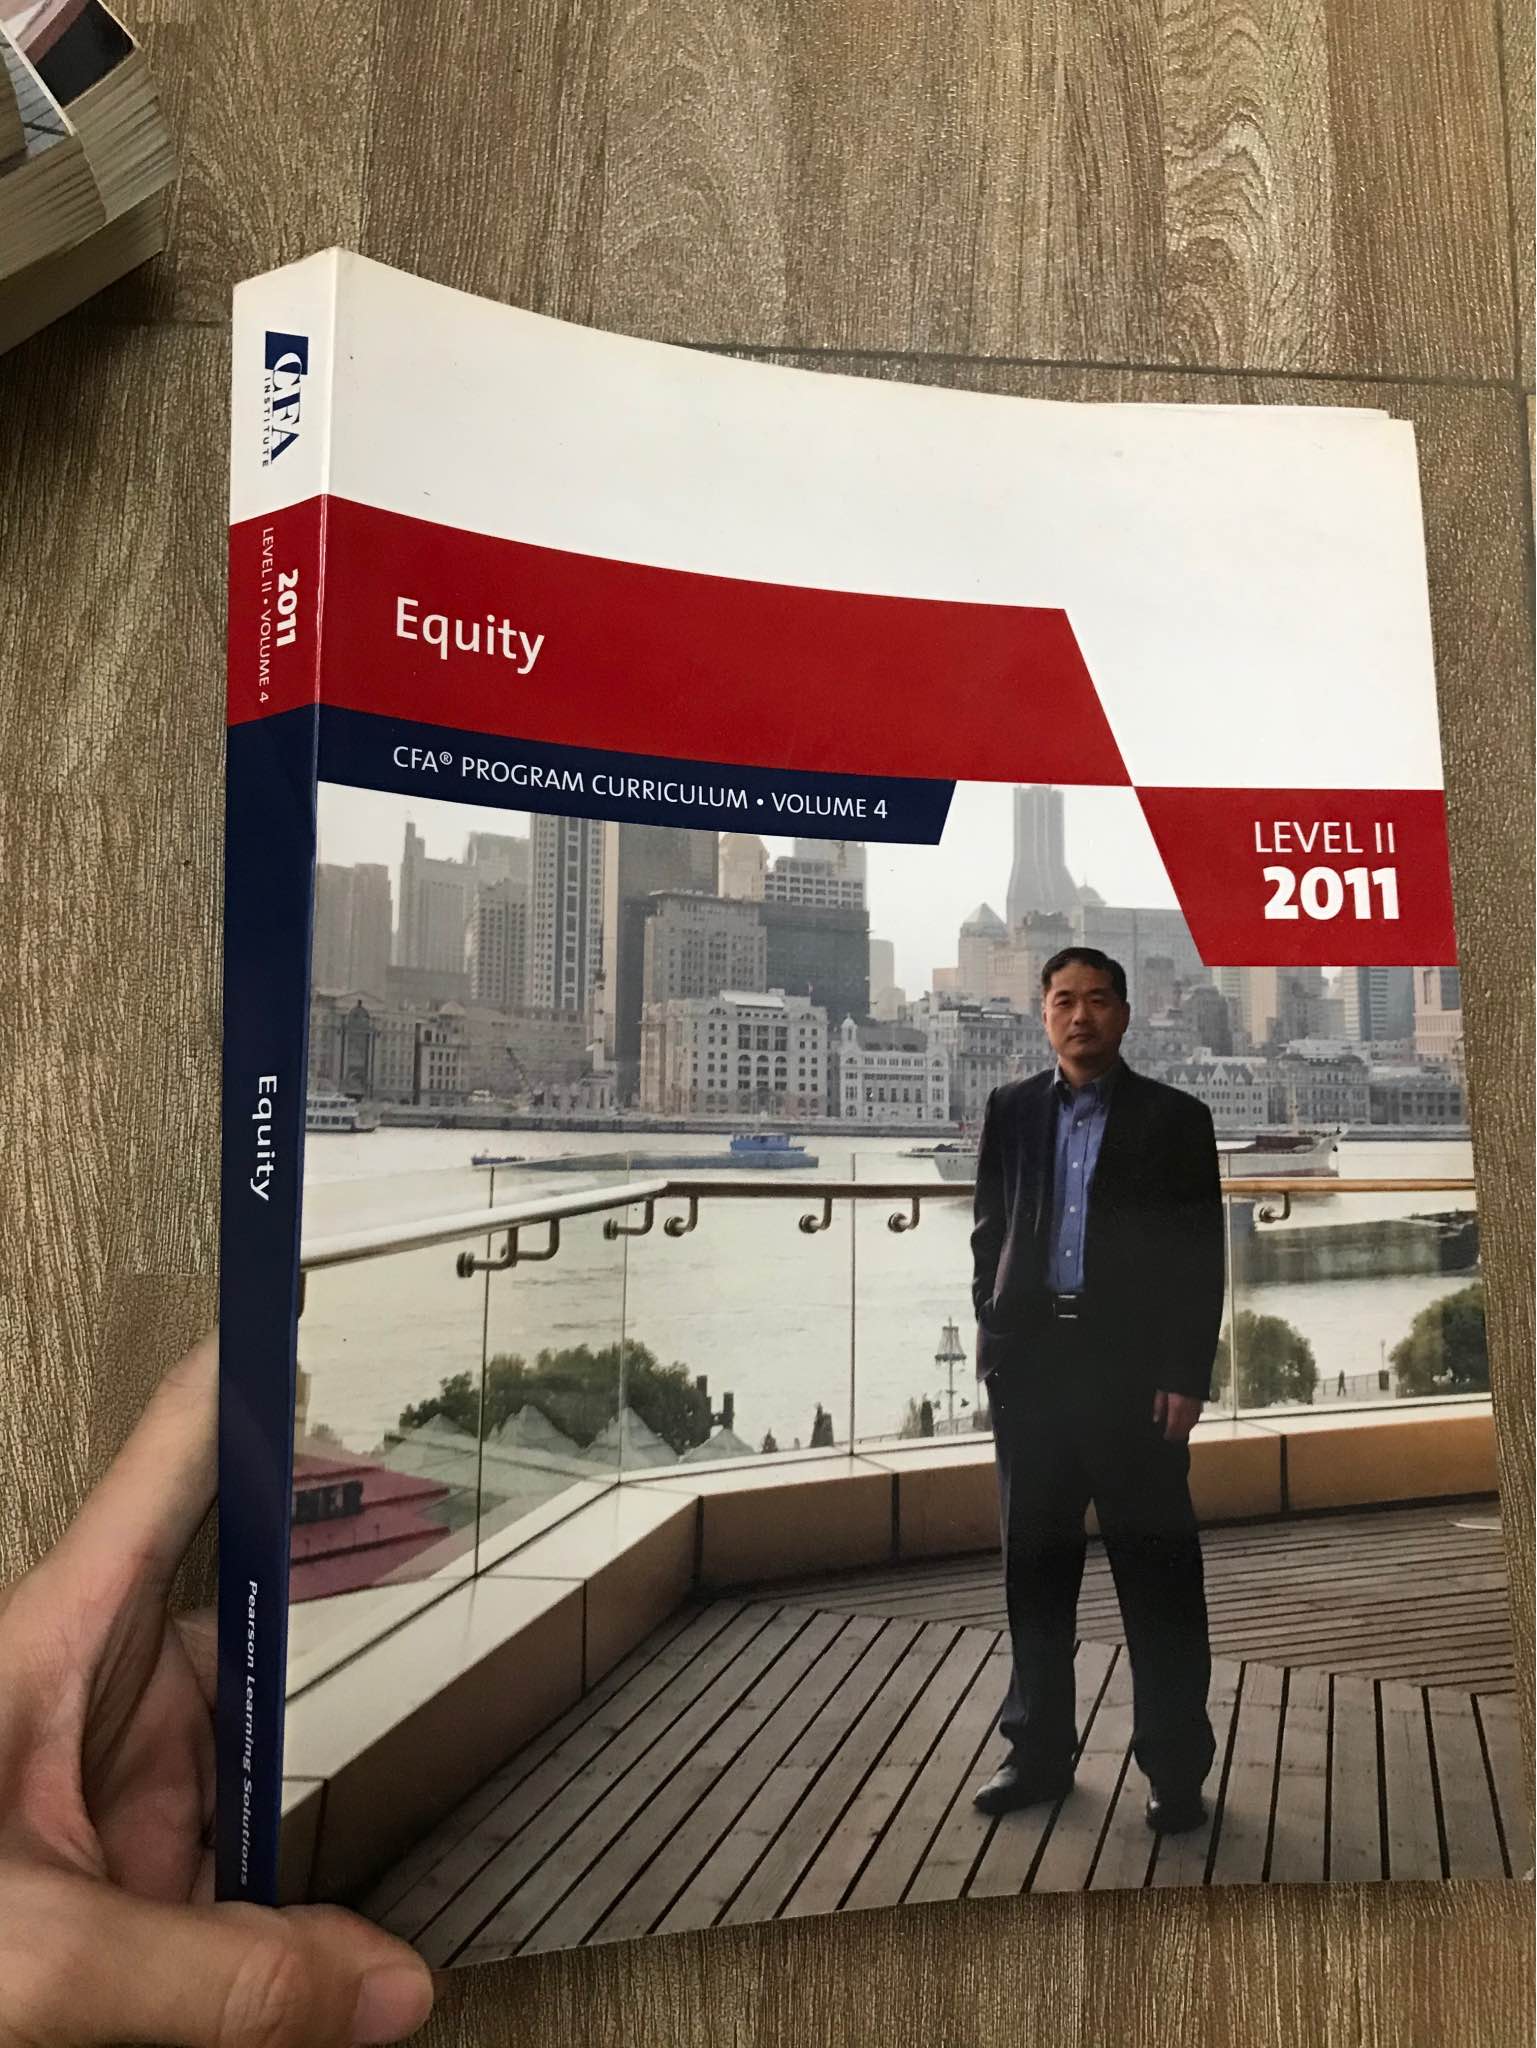 CFA
INSTITUTE
2011
LEVEL II • VOLUME 4
Equity
Pearson Learning Solutions
Equity
CFA® PROGRAM CURRICULUM • VOLUME 4
LEVEL II
2011